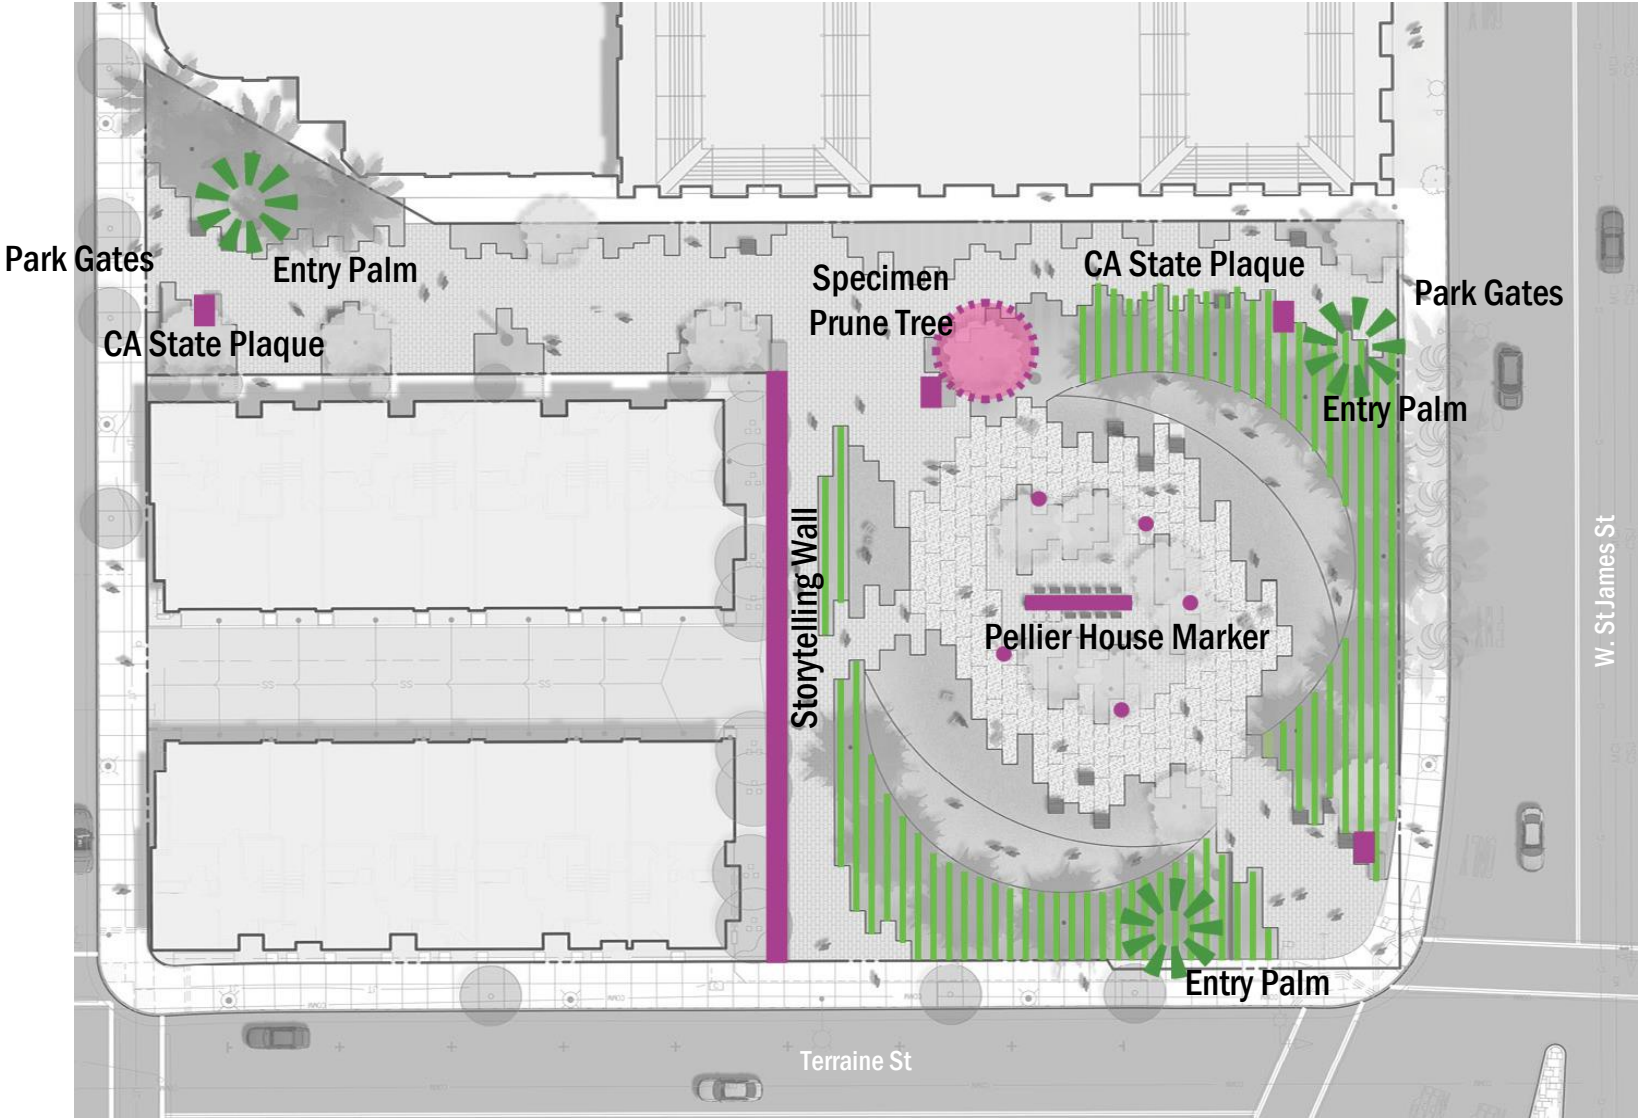 Park Gates
Entry Palm
CA State Plaque
Specimen
Prune Tree
CA State Plaque
Park Gates
Entry Palm
Storytelling Wall
Pellier House Marker
W. St James St
Entry Palm
Terraine St